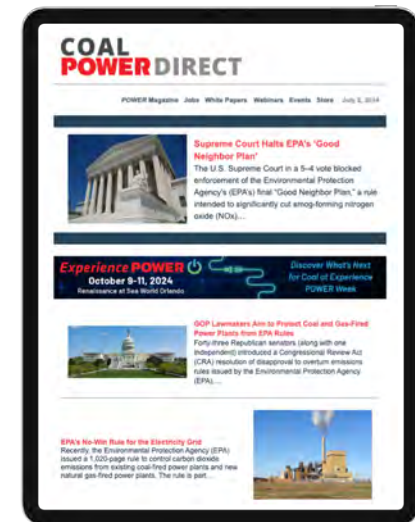 COAL
POWER DIRECT
POWER Magazine Jobs White Papers Webinars Events Store July 2, 2024
Supreme Court Halts EPA's 'Good
Neighbor Plan'
The U.S. Supreme Court in a 5–4 vote blocked
enforcement of the Environmental Protection
Agency's (EPA's) final "Good Neighbor Plan," a rule
intended to significantly cut smog-forming nitrogen
oxide (NOx)....
Experience POWER
October 9-11, 2024
Renaissance at Sea World Orlando
Discover What's Next
for Coal at Experience
POWER Week
GOP Lawmakers Aim to Protect Coal and Gas-Fired
Power Plants from EPA Rules
Forty-three Republican senators (along with one
Independent) introduced a Congressional Review Act
(CRA) resolution of disapproval to overturn emissions
rules issued by the Environmental Protection Agency
(EPA)....
EPA's No-Win Rule for the Electricity Grid
Recently, the Environmental Protection Agency (EPA)
issued a 1,020-page rule to control carbon dioxide
emissions from existing coal-fired power plants and new
natural gas-fired power plants. The rule is part....